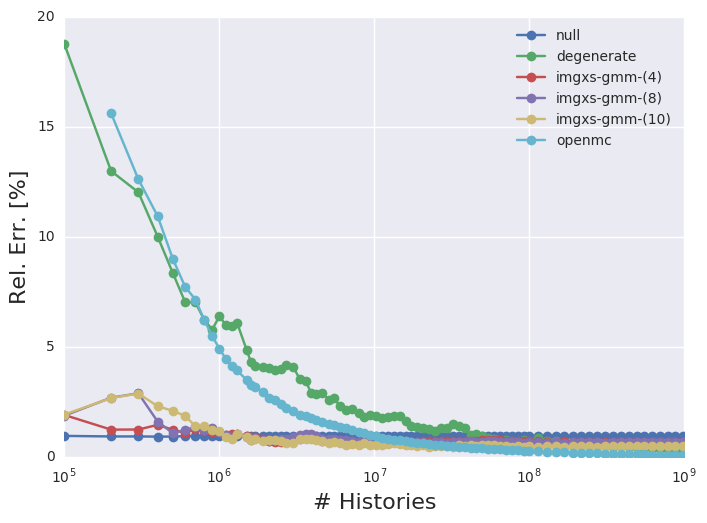 20
15
10
5
0
Rel. Err. [%]
null
degenerate
imgxs-gmm-(4)
imgxs-gmm-(8)
imgxs-gmm-(10)
openmc
10^5 10^6 10^7 10^8 10^9
# Histories